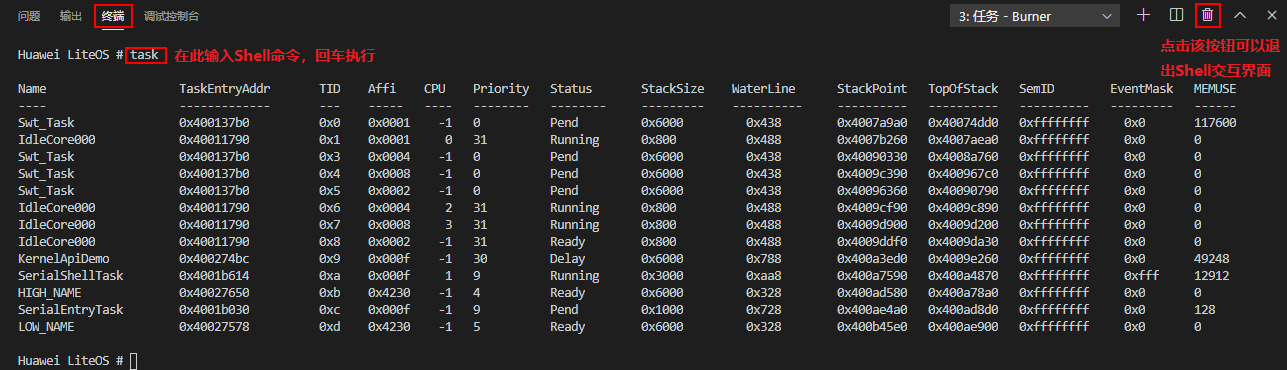 问题 输出 终端 调试控制台 3: 任务 - Burner
Huawei LiteOS # task 在此输入Shell命令，回车执行
点击该按钮可以退
出Shell交互界面
Name TaskEntryAddr TID Affi CPU Priority Status StackSize WaterLine StackPoint TopOfStack SemID EventMask MEMUSE
---- ------------- --- ----- ---- -------- -------- --------- ---------- ---------- ---------- ---------- --------- ------
Swt_Task 0x400137b0 0x0 0x0001 -1 0 Pend 0x6000 0x438 0x4007a9a0 0x40074dd0 0xffffffff 0x0 117600
IdleCore000 0x40011790 0x1 0x0001 0 31 Running 0x800 0x488 0x4007b260 0x4007aea0 0xffffffff 0x0 0
Swt_Task 0x400137b0 0x3 0x0004 -1 0 Pend 0x6000 0x438 0x40090330 0x4008a760 0xffffffff 0x0 0
Swt_Task 0x400137b0 0x4 0x0008 -1 0 Pend 0x6000 0x438 0x4009c390 0x400967c0 0xffffffff 0x0 0
Swt_Task 0x400137b0 0x5 0x0002 -1 0 Pend 0x6000 0x438 0x40096360 0x40090790 0xffffffff 0x0 0
IdleCore000 0x40011790 0x6 0x0004 2 31 Running 0x800 0x488 0x4009cf90 0x4009c890 0xffffffff 0x0 0
IdleCore000 0x40011790 0x7 0x0008 3 31 Running 0x800 0x488 0x4009d900 0x4009d200 0xffffffff 0x0 0
IdleCore000 0x40011790 0x8 0x0002 -1 31 Ready 0x800 0x488 0x4009ddf0 0x4009da30 0xffffffff 0x0 0
KernelApiDemo 0x400274bc 0x9 0x000f -1 30 Delay 0x6000 0x788 0x400a3ed0 0x4009e260 0xffffffff 0x0 49248
SerialShellTask 0x4001b614 0xa 0x000f 1 9 Running 0x3000 0xaa8 0x400a7590 0x400a4870 0xffffffff 0xfff 12912
HIGH_NAME 0x40027650 0xb 0x4230 -1 4 Ready 0x6000 0x328 0x400ad580 0x400a78a0 0xffffffff 0x0 0
SerialEntryTask 0x4001b030 0xc 0x000f -1 9 Pend 0x1000 0x728 0x400ae4a0 0x400ad8d0 0xffffffff 0x0 128
LOW_NAME 0x40027578 0xd 0x4230 -1 5 Ready 0x6000 0x328 0x400b45e0 0x400ae900 0xffffffff 0x0 0
Huawei LiteOS #